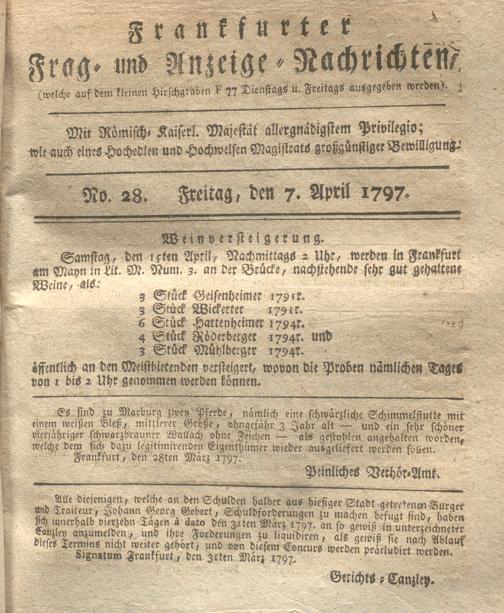 Frankfurter
Frag- und Anzeige-Nachrichten,
(welche auf dem kleinen Hirschgraben F 77 Dienstags u. Freitags ausgegeben werden).
Mit Römisch-Kaiserl. Majestät allergnädigstem Privilegio;
wie auch eines Hochedlen und Hochweisen Magistrats großgünstiger Bewilligung.
No. 28. Freitag, den 7. April 1797.
Weinversteigerung.
Samstag, den 15ten April, Nachmittags 2 Uhr, werden in Frankfurt
am Mayn in Lit. M. Num. 3. an der Brücke, nachstehende sehr gut gehaltene
Weine, als:
3 Stück Geisenheimer 1791r.
3 Stück Wickerter 1791r.
6 Stück Hattenheimer 1794r.
4 Stück Röderberger 1794r. und
3 Stück Mühlberger 1794r.
öffentlich an den Meistbietenden versteigert, wovon die Proben nämlichen Tages
von 1 bis 2 Uhr genommen werden können.
Es sind zu Marburg zwey Pferde, nämlich eine schwärzliche Schimmelstutte mit
einem weißen Bleß, mittlerer Größe, ohngefähr 3 Jahr alt — und ein sehr schöner
vierjähriger schwarzbrauner Wallach ohne Zeichen — als gestohlen angehalten worden,
welche dem sich dazu legitimirenden Eigenthümer wieder ausgeliefert werden sollen.
Frankfurt, den 28ten März 1797.
Peinliches Verhör-Amt.
Alle diejenigen, welche an den Schulden halber aus hiesiger Stadt getretenen Burger
und Traiteur, Johann Georg Gebert, Schuldforderungen zu machen befugt sind, haben
sich innerhalb vierzehn Tägen à dato den 31ten März 1797. an so gewiß in unterzeichneter
Canzley anzumelden, und ihre Forderungen zu liquidiren, als gewiß sie nach Ablauf
dieses Termins nicht weiter gehört, und von diesem Concurs werden präcludirt werden.
Signatum Frankfurt, den 31ten März 1797.
Gerichts-Canzley.